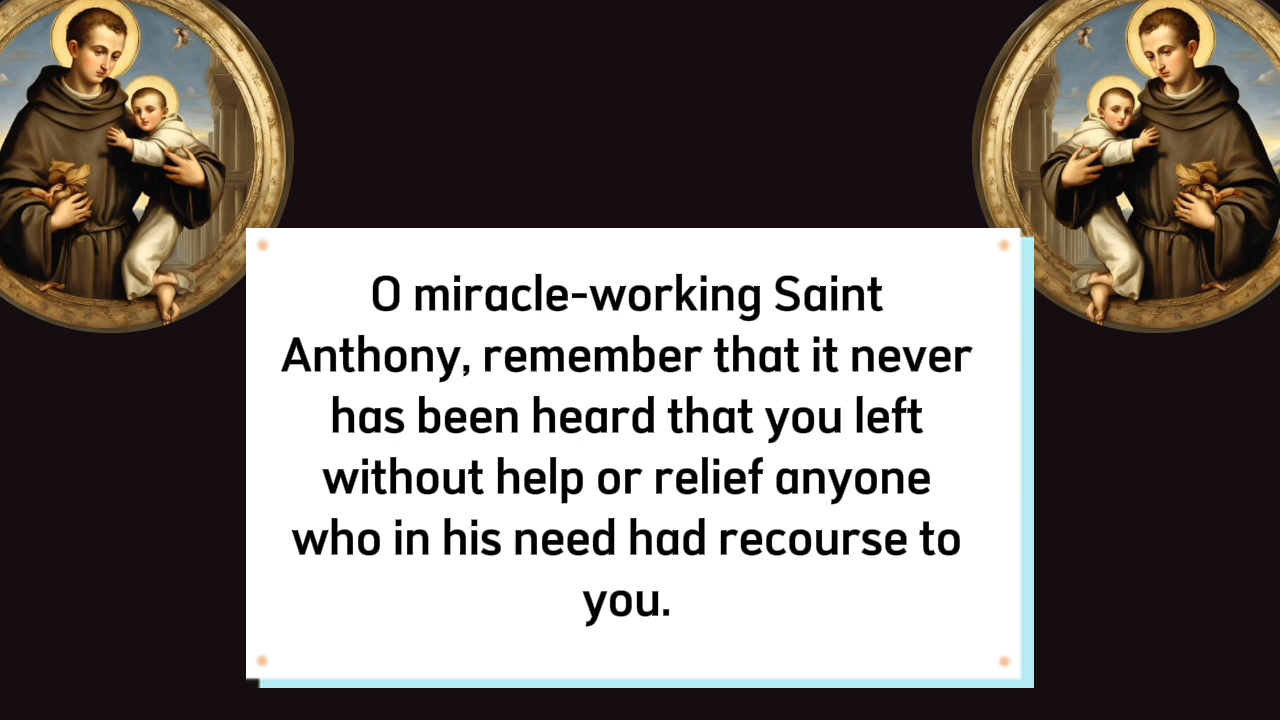 O miracle-working Saint
Anthony, remember that it never
has been heard that you left
without help or relief anyone
who in his need had recourse to
you.